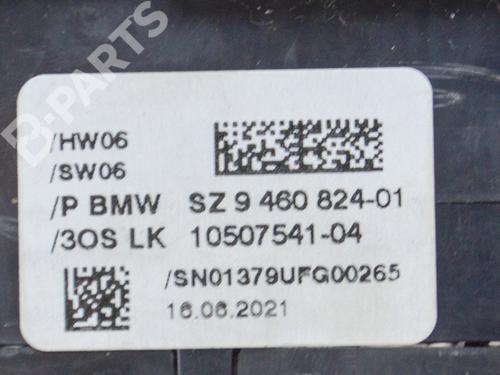 B-PARTS
/HW06
/SW06
/P BMW SZ 9 460 824-01
/3OS LK 10507541-04
/SN01379UFG00265
16.06.2021